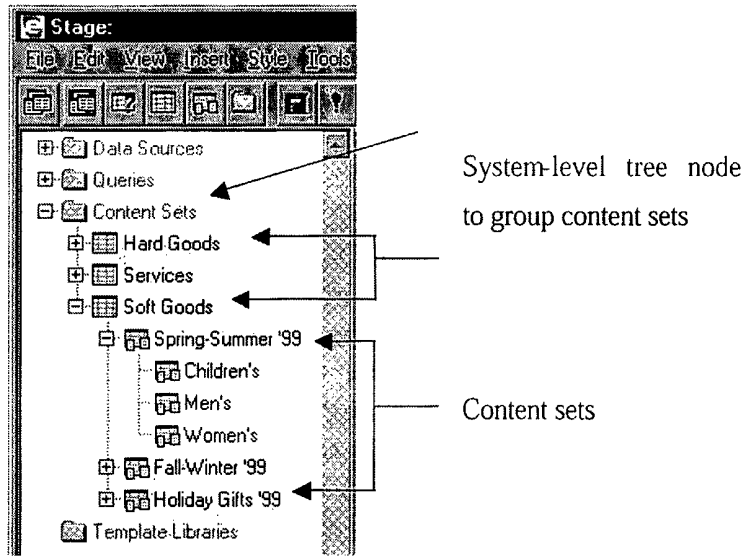 Stage:
File Edit View Insert Style Tools
Data Sources
Queries
Content Sets
Hard Goods
Services
Soft Goods
Spring-Summer '99
Children's
Men's
Women's
Fall-Winter '99
Holiday Gifts '99
Template Libraries
System-level tree node
to group content sets
Content sets